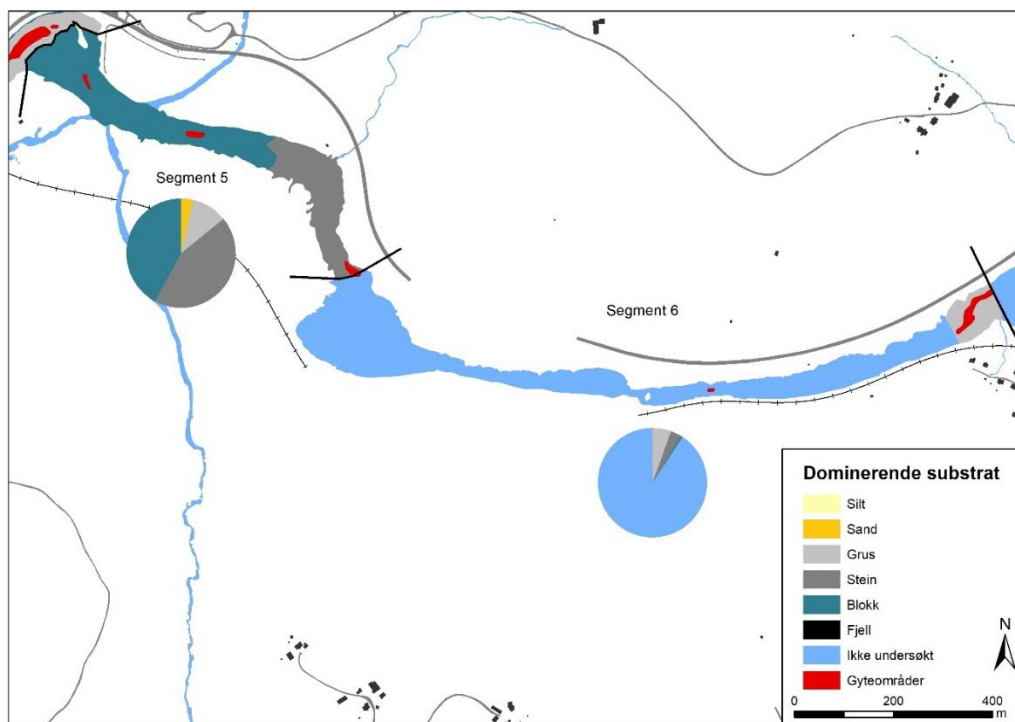 Segment 5
Segment 6
Dominerende substrat
Silt
Sand
Grus
Stein
Blokk
Fjell
Ikke undersøkt
Gyteområder
N
0 200 400
m